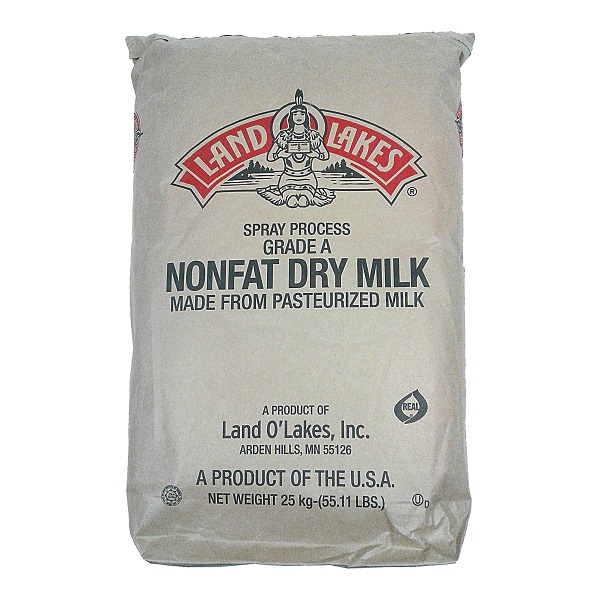 LAND O LAKES ®
SPRAY PROCESS
GRADE A
NONFAT DRY MILK
MADE FROM PASTEURIZED MILK
REAL ®
A PRODUCT OF
Land O'Lakes, Inc.
ARDEN HILLS, MN 55126
A PRODUCT OF THE U.S.A.
NET WEIGHT 25 kg-(55.11 LBS.)
U D